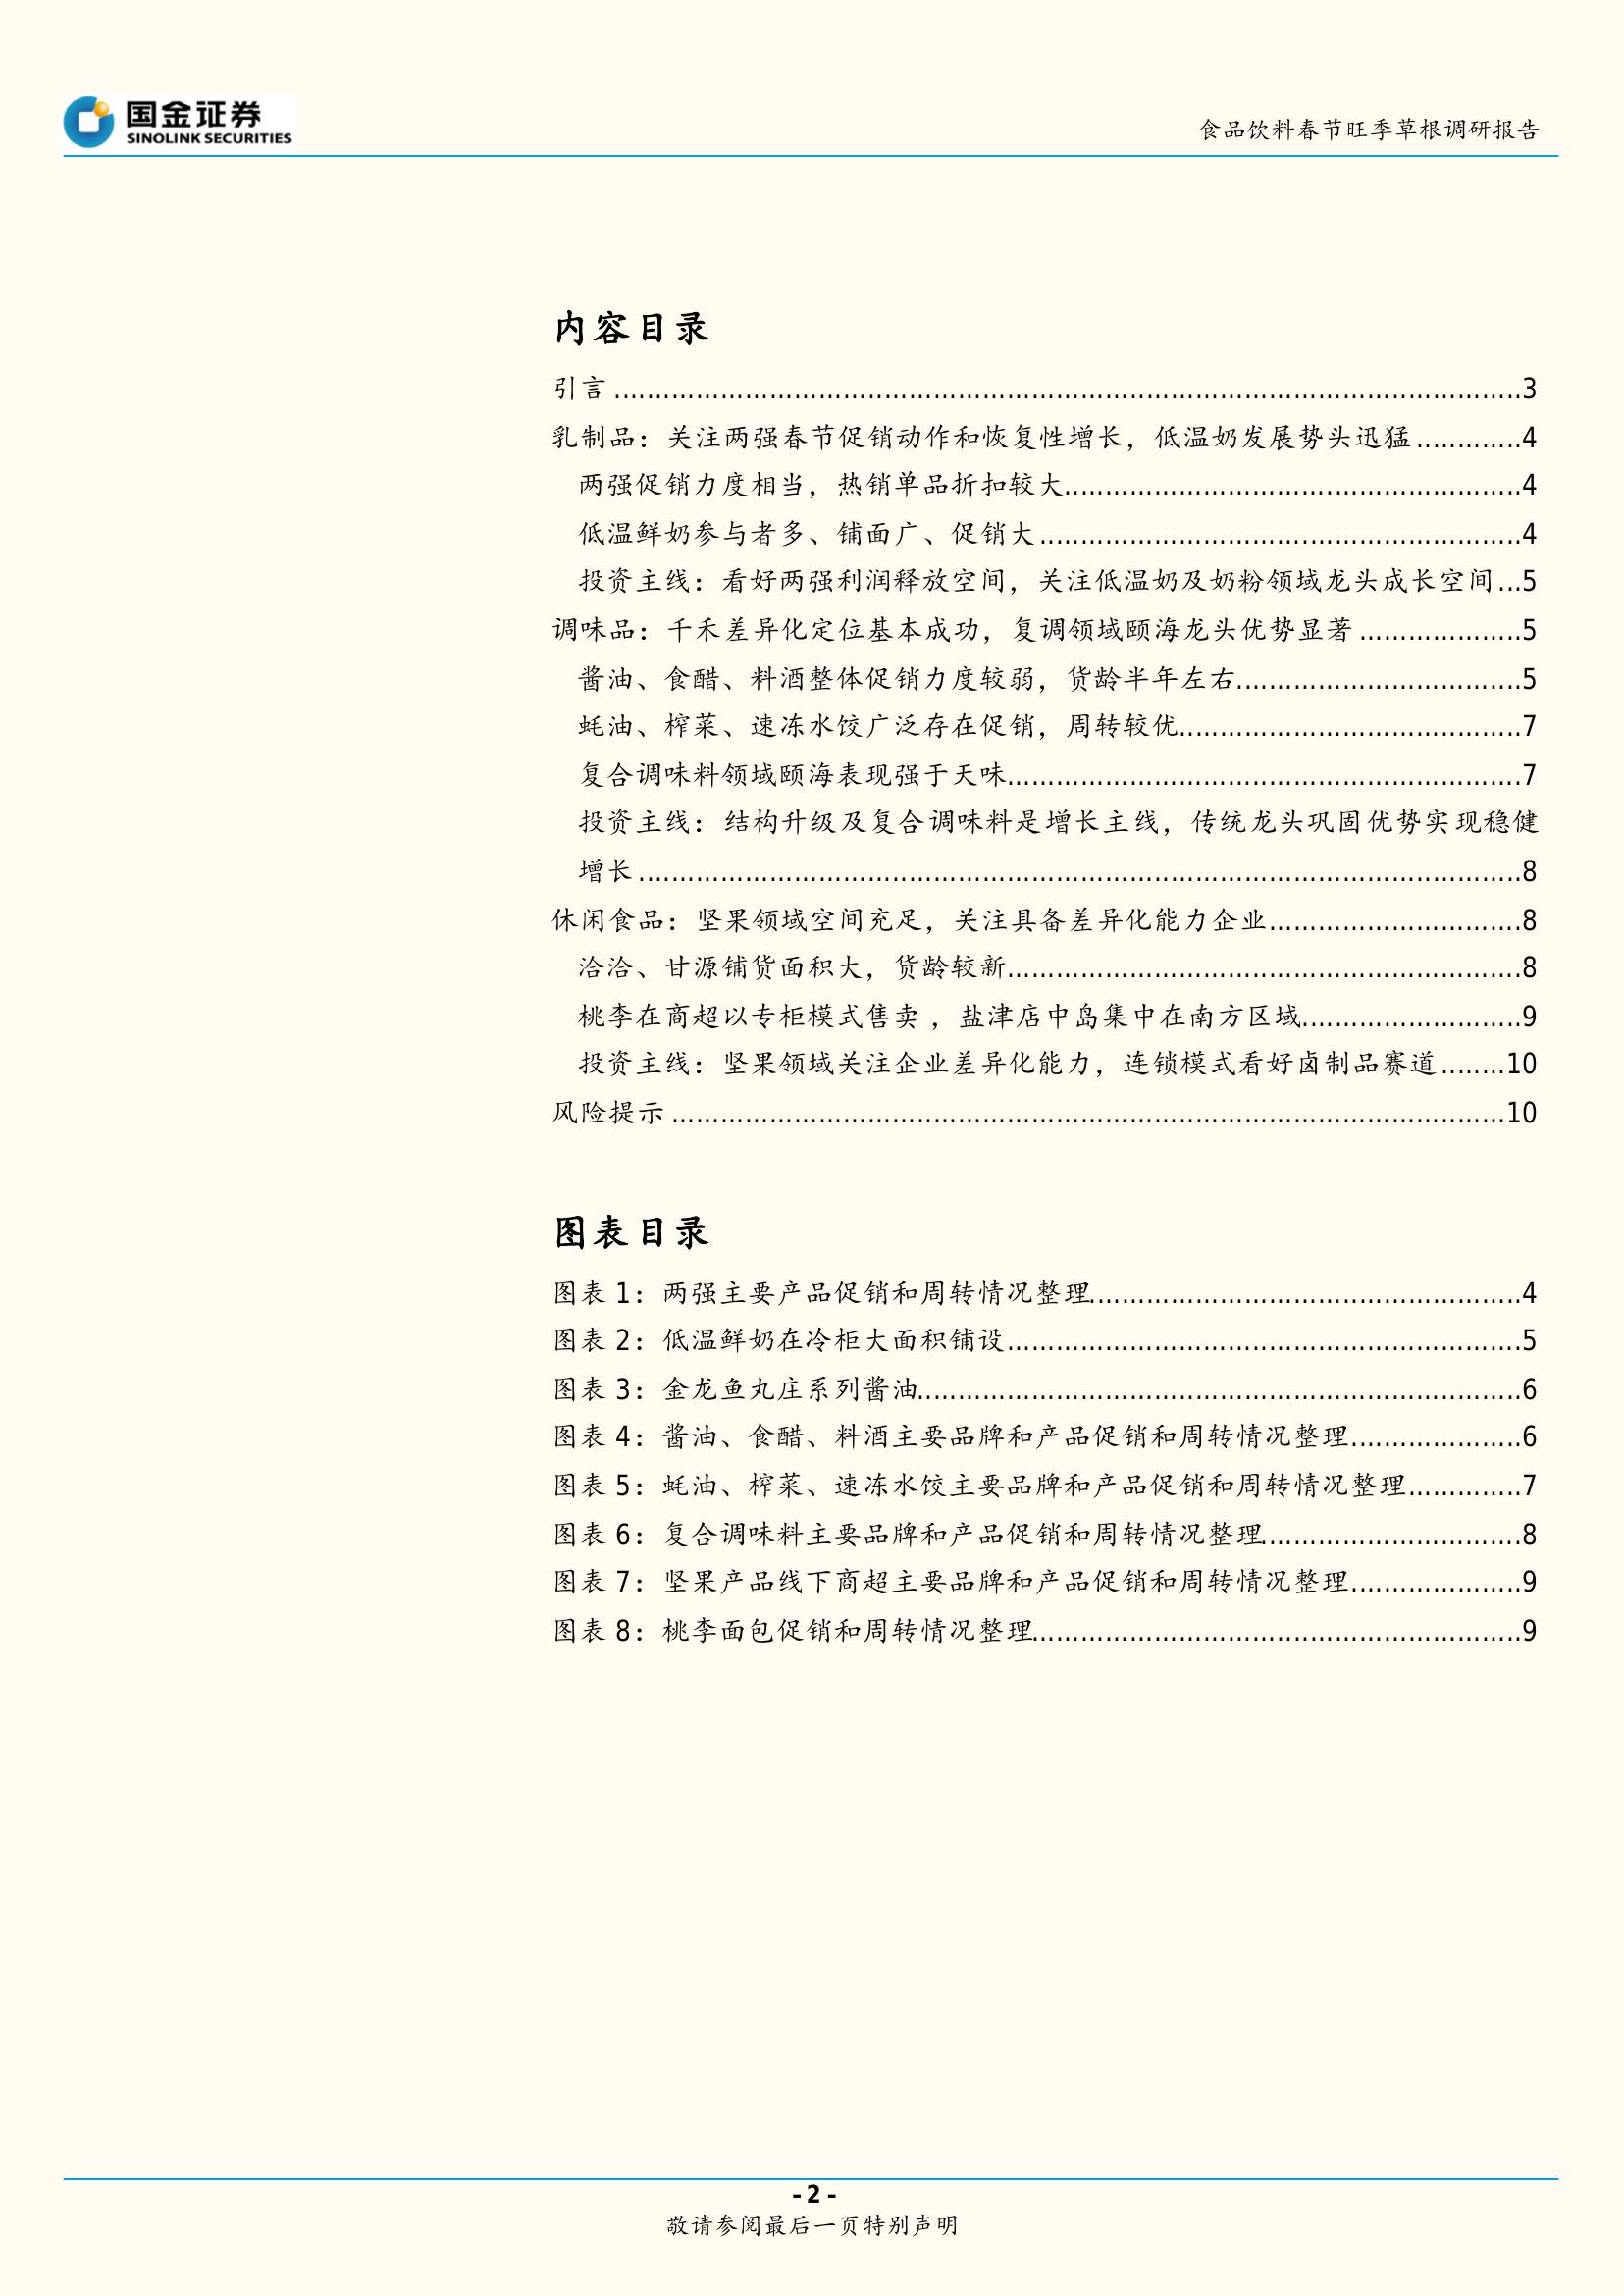 国金证券
SINOLINK SECURITIES
食品饮料春节旺季草根调研报告
内容目录
引言 ........................................................................................................3
乳制品：关注两强春节促销动作和恢复性增长，低温奶发展势头迅猛 .............4
两强促销力度相当，热销单品折扣较大........................................................4
低温鲜奶参与者多、铺面广、促销大 ...........................................................4
投资主线：看好两强利润释放空间，关注低温奶及奶粉领域龙头成长空间...5
调味品：千禾差异化定位基本成功，复调领域颐海龙头优势显著 ....................5
酱油、食醋、料酒整体促销力度较弱，货龄半年左右...................................5
蚝油、榨菜、速冻水饺广泛存在促销，周转较优..........................................7
复合调味料领域颐海表现强于天味...............................................................7
投资主线：结构升级及复合调味料是增长主线，传统龙头巩固优势实现稳健
增长 ............................................................................................................8
休闲食品：坚果领域空间充足，关注具备差异化能力企业...............................8
洽洽、甘源铺货面积大，货龄较新...............................................................8
桃李在商超以专柜模式售卖 ，盐津店中岛集中在南方区域...........................9
投资主线：坚果领域关注企业差异化能力，连锁模式看好卤制品赛道 ........10
风险提示 ....................................................................................................10
图表目录
图表 1：两强主要产品促销和周转情况整理.....................................................4
图表 2：低温鲜奶在冷柜大面积铺设...............................................................5
图表 3：金龙鱼丸庄系列酱油..........................................................................6
图表 4：酱油、食醋、料酒主要品牌和产品促销和周转情况整理.....................6
图表 5：蚝油、榨菜、速冻水饺主要品牌和产品促销和周转情况整理..............7
图表 6：复合调味料主要品牌和产品促销和周转情况整理................................8
图表 7：坚果产品线下商超主要品牌和产品促销和周转情况整理.....................9
图表 8：桃李面包促销和周转情况整理............................................................9
- 2 -
敬请参阅最后一页特别声明